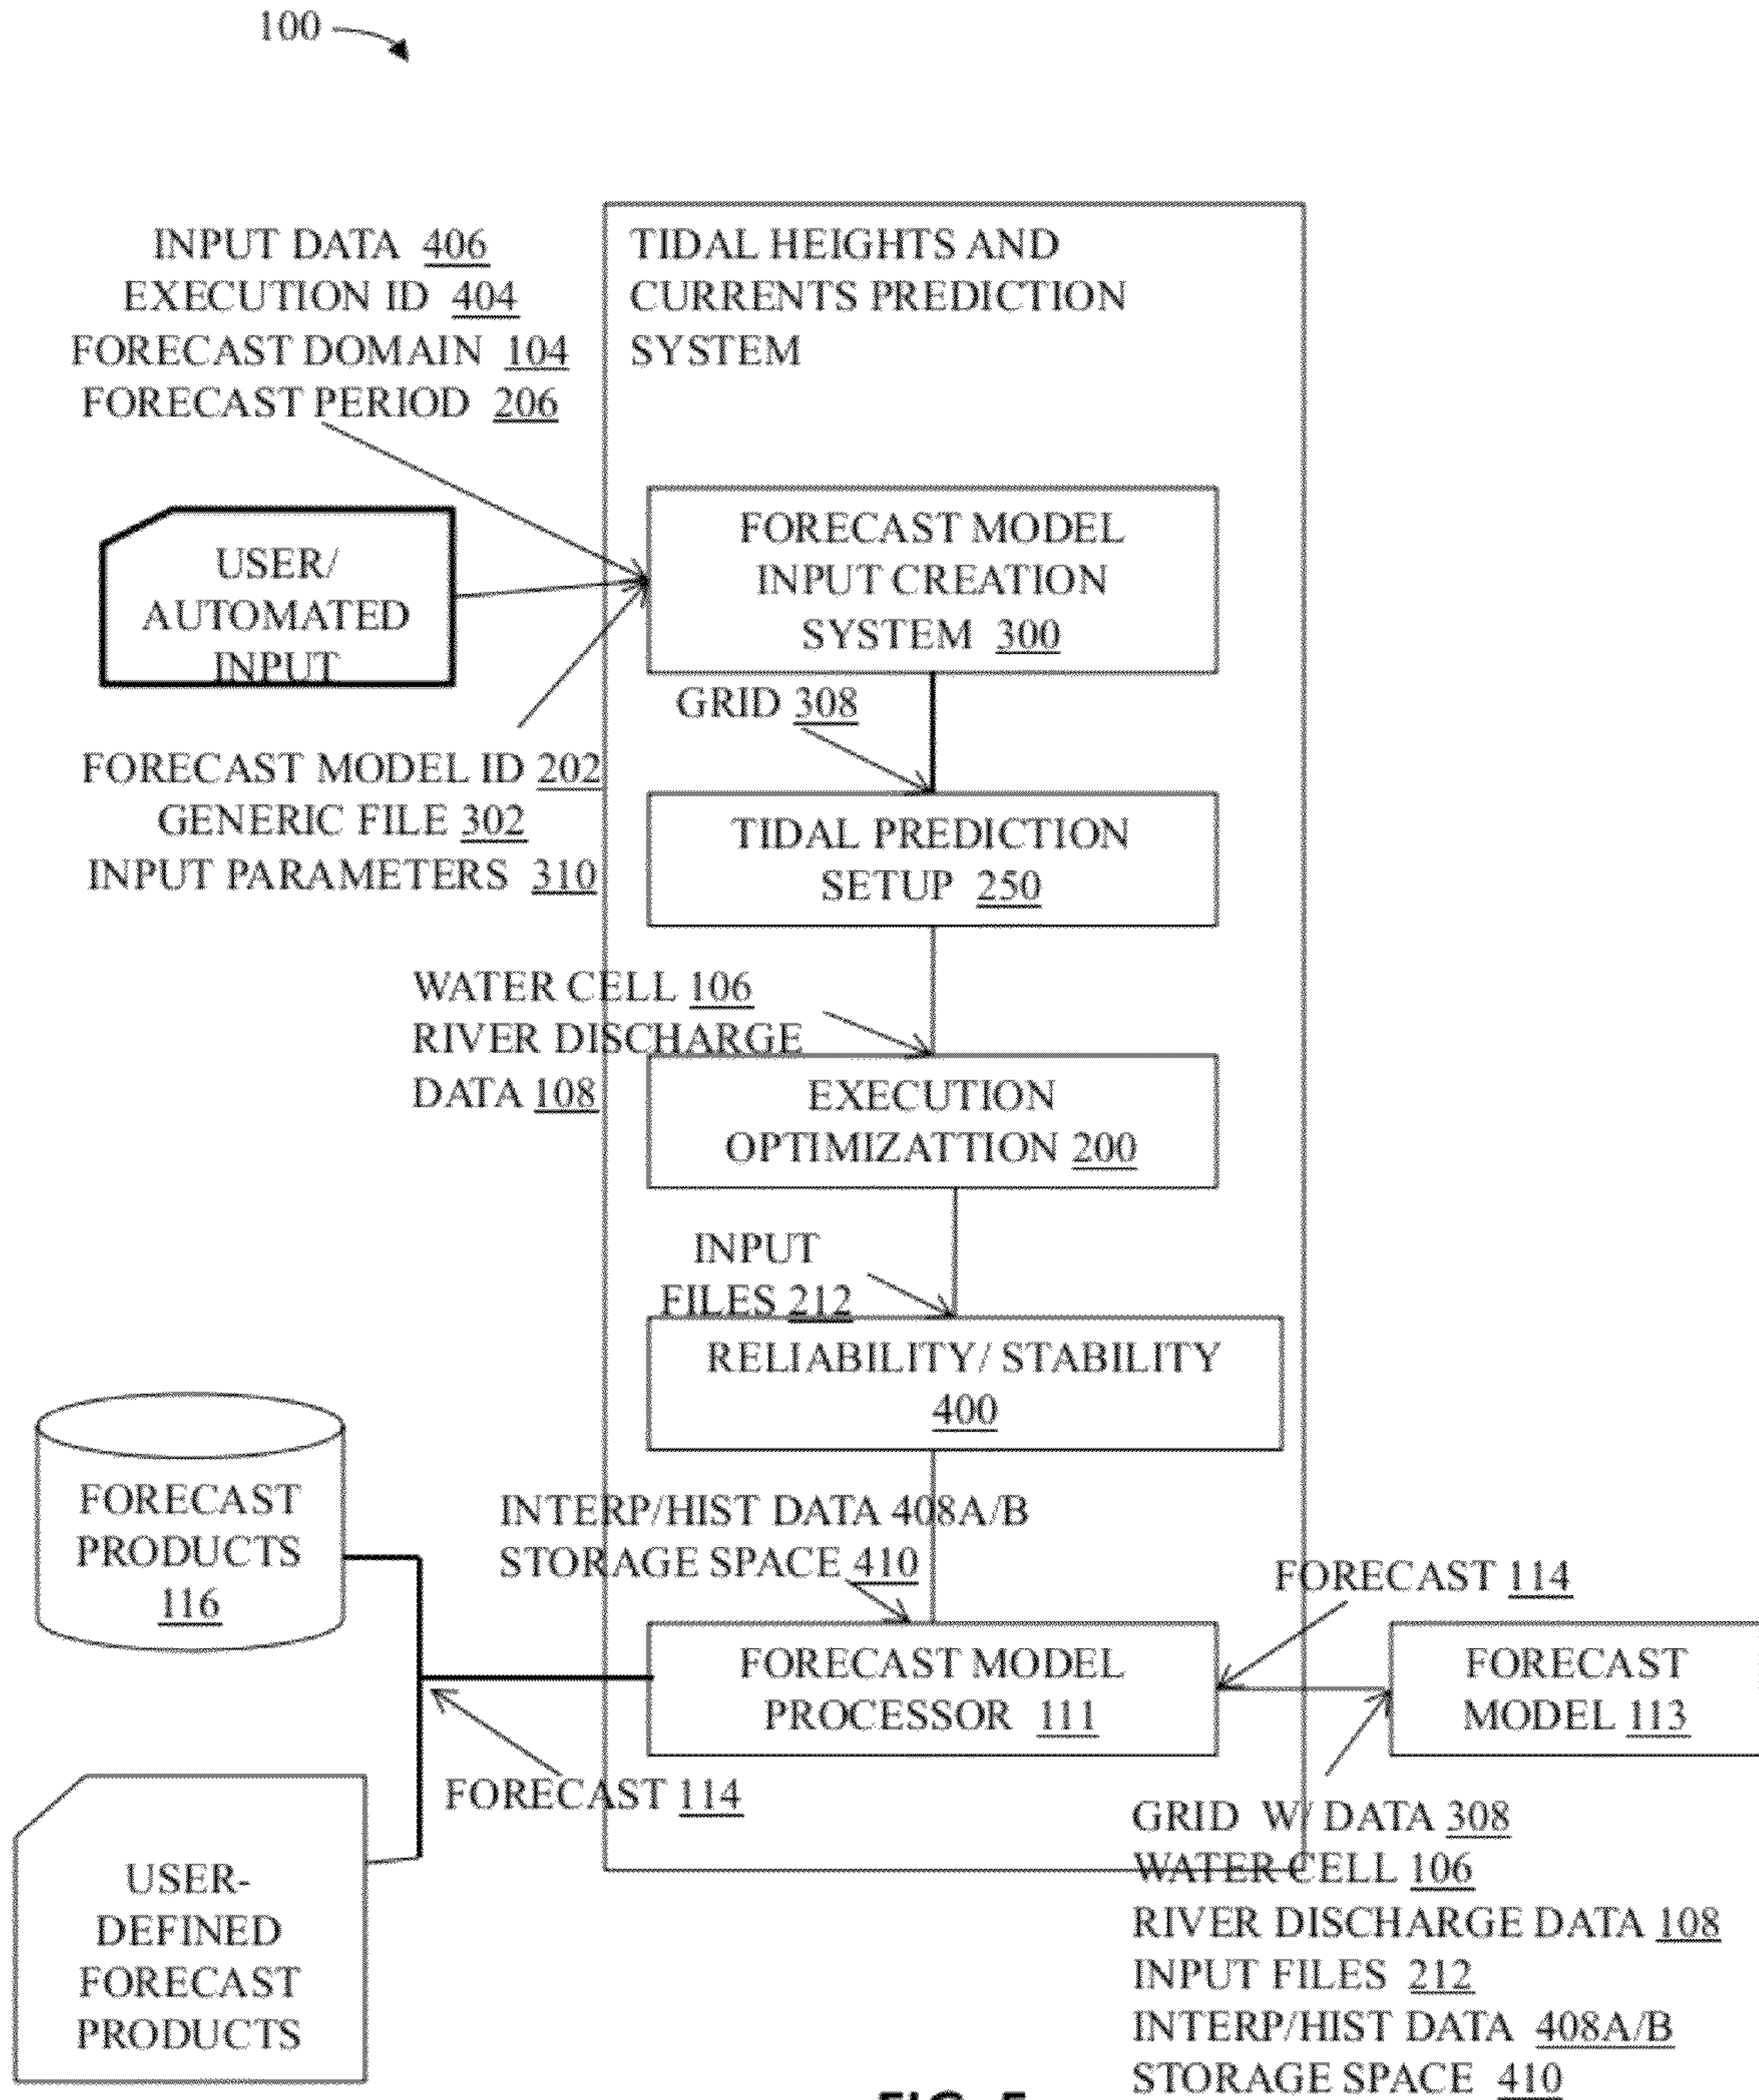 100
INPUT DATA 406
EXECUTION ID 404
FORECAST DOMAIN 104
FORECAST PERIOD 206
TIDAL HEIGHTS AND
CURRENTS PREDICTION
SYSTEM
USER/
AUTOMATED
INPUT
FORECAST MODEL
INPUT CREATION
SYSTEM 300
GRID 308
FORECAST MODEL ID 202
GENERIC FILE 302
INPUT PARAMETERS 310
TIDAL PREDICTION
SETUP 250
WATER CELL 106
RIVER DISCHARGE
DATA 108
EXECUTION
OPTIMIZATTION 200
INPUT
FILES 212
RELIABILITY/ STABILITY
400
FORECAST
PRODUCTS
116
INTERP/HIST DATA 408A/B
STORAGE SPACE 410
FORECAST 114
FORECAST MODEL
PROCESSOR 111
FORECAST
MODEL 113
FORECAST 114
USER-
DEFINED
FORECAST
PRODUCTS
GRID W/ DATA 308
WATER CELL 106
RIVER DISCHARGE DATA 108
INPUT FILES 212
INTERP/HIST DATA 408A/B
STORAGE SPACE 410